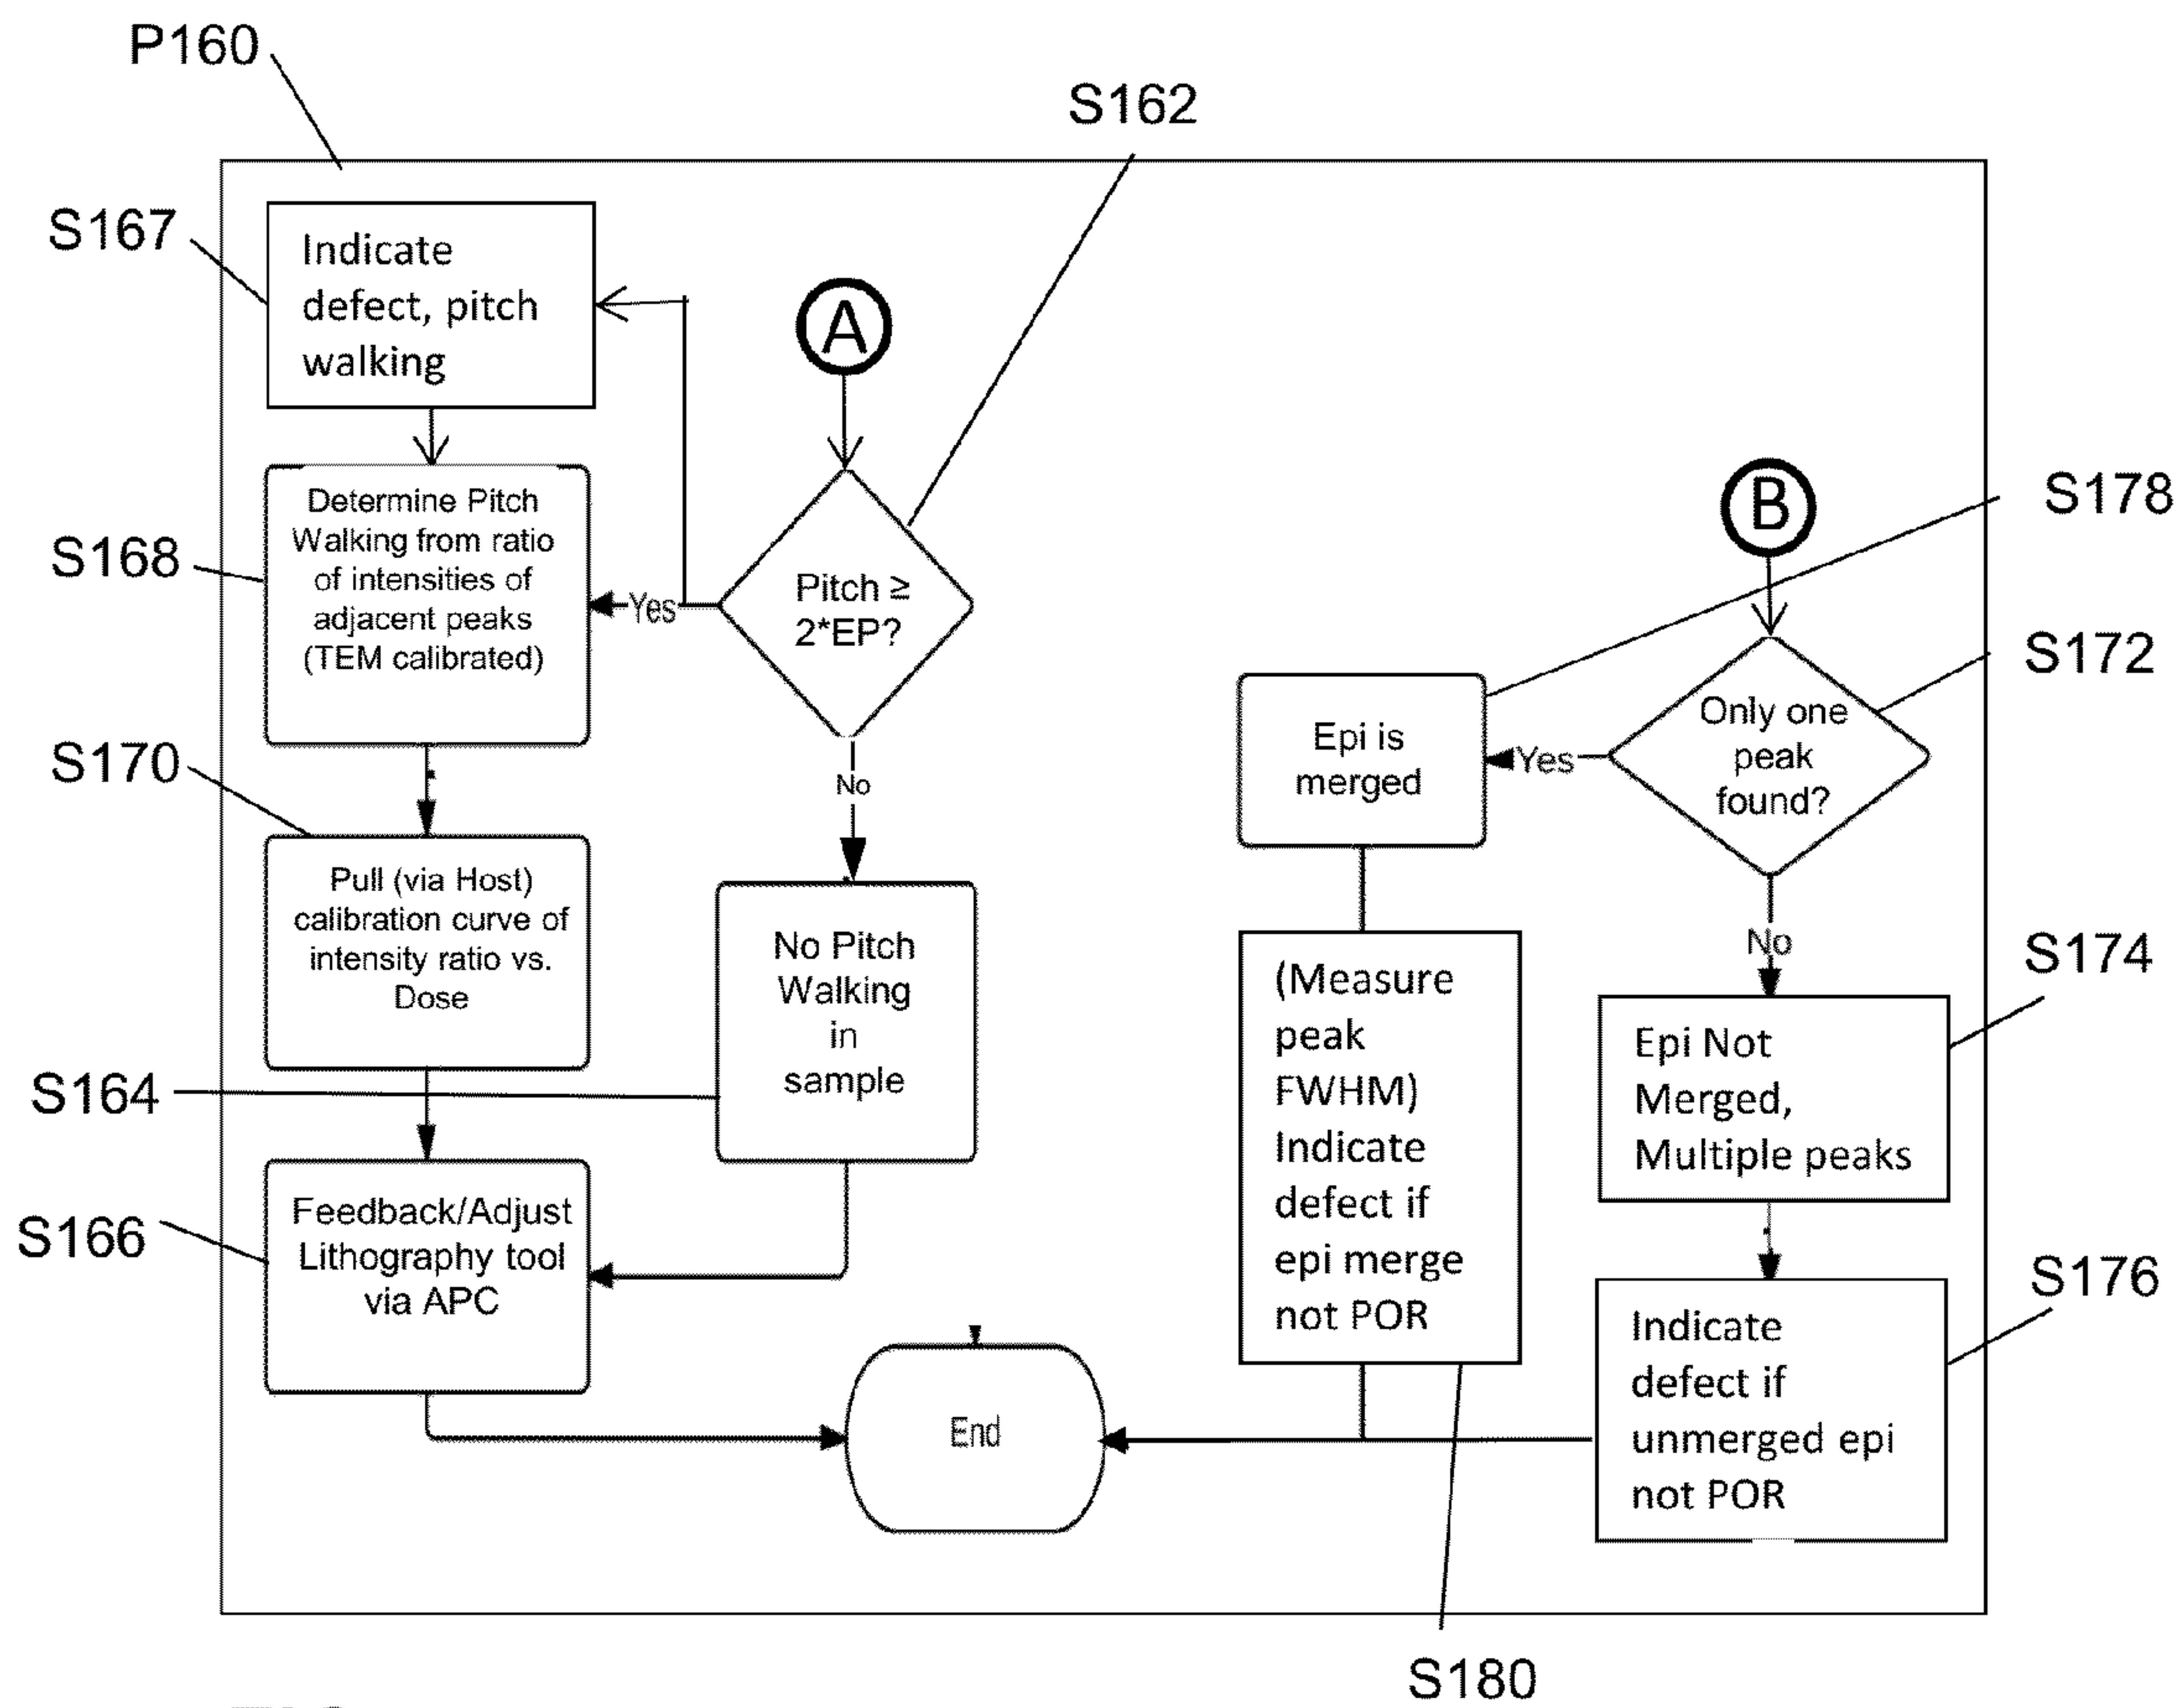 P160
S162
S167
Indicate
defect, pitch
walking
A
S168
Determine Pitch
Walking from ratio
of intensities of
adjacent peaks
(TEM calibrated)
Yes
Pitch ≥
2*EP?
No
S170
Pull (via Host)
calibration curve of
intensity ratio vs.
Dose
S164
No Pitch
Walking
in
sample
S166
Feedback/Adjust
Lithography tool
via APC
End
B
S178
S172
Only one
peak
found?
Yes
Epi is
merged
No
(Measure
peak
FWHM)
Indicate
defect if
epi merge
not POR
S174
Epi Not
Merged,
Multiple peaks
S176
Indicate
defect if
unmerged epi
not POR
S180